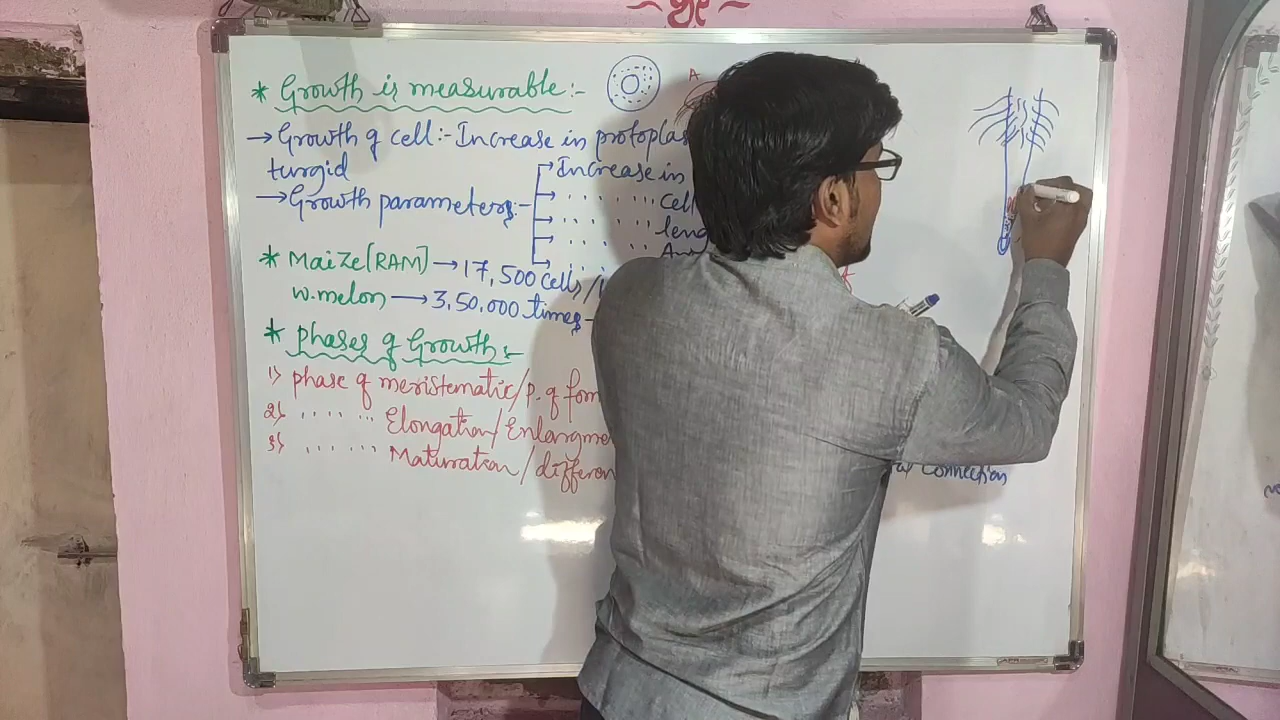 श्री
* Growth is measurable:-
A
→ Growth of cell:- Increase in protoplas
turgid
Increase in
→ Growth parameters:-
..... Cell
..... leng
* Maize(RAM) → 17,500 cells/
W.melon → 3,50,000 times
* Phases of Growth:-
1> phase of meristematic/p. of form
2> ..... Elongation/Enlargme
3> ..... Maturation/differen
Connection